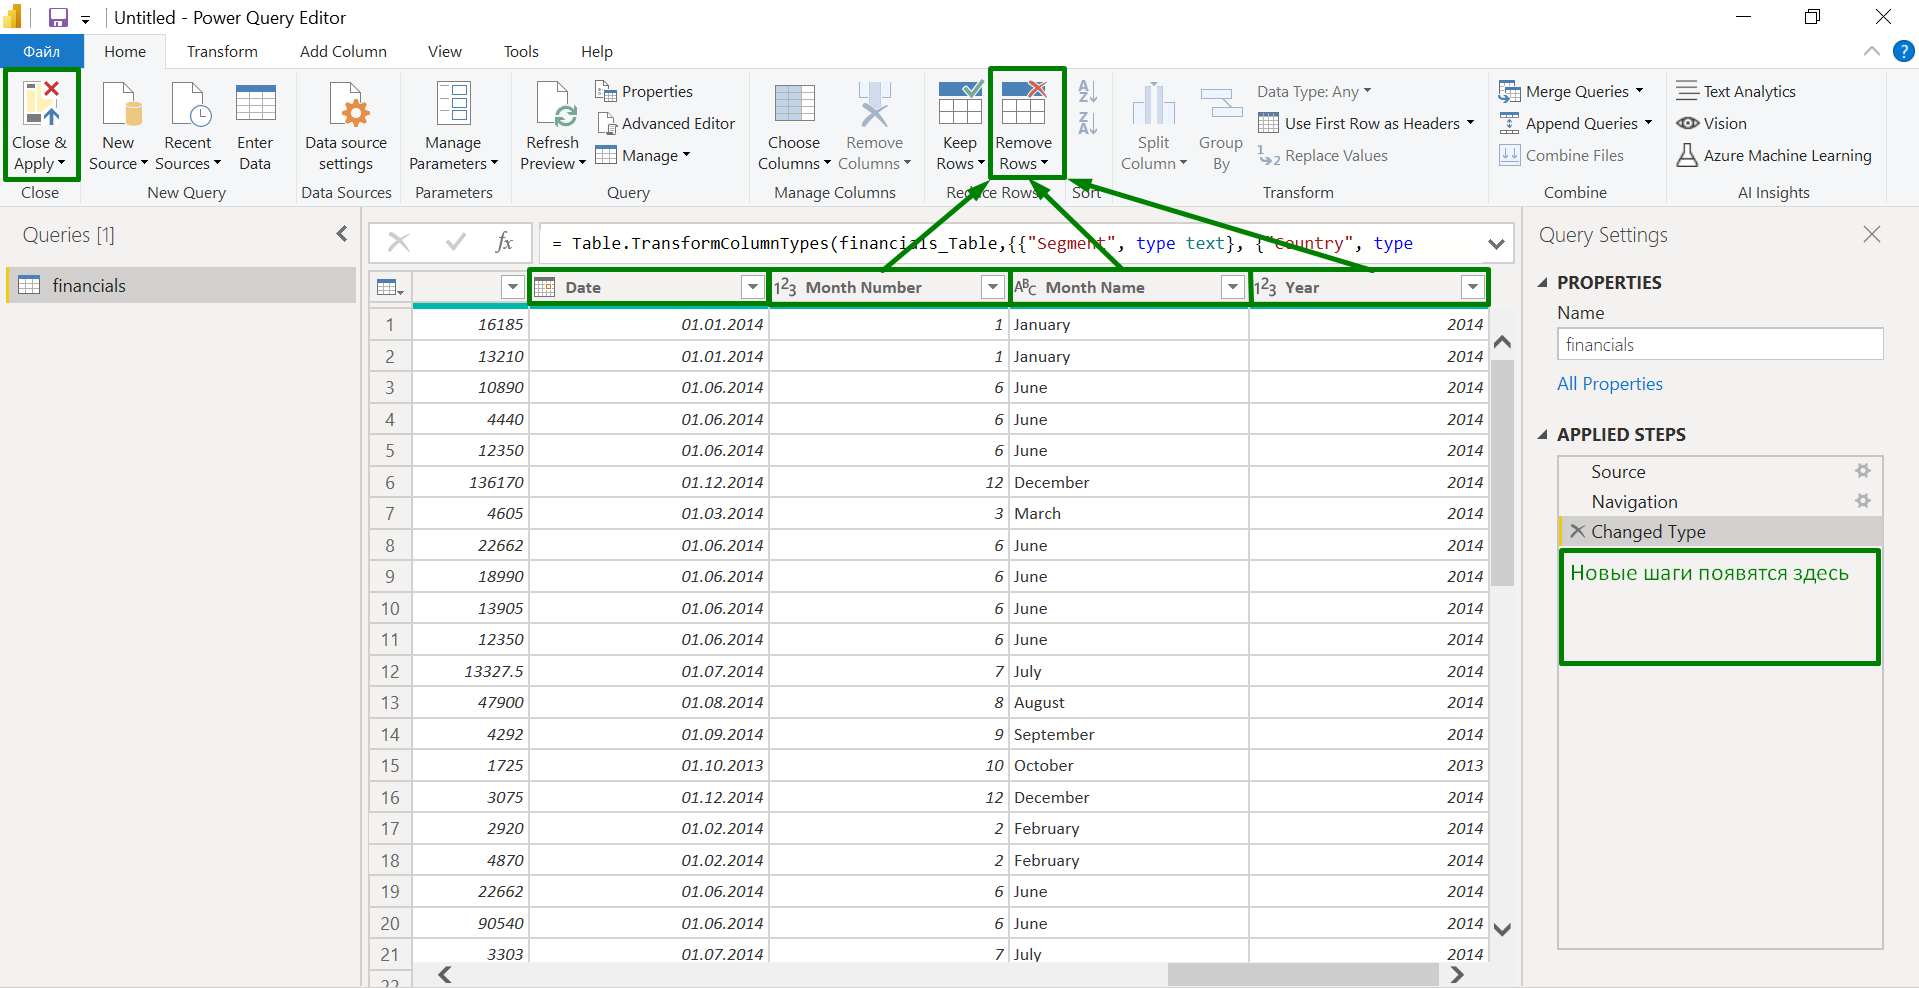 Untitled - Power Query Editor
Файл Home Transform Add Column View Tools Help
Close & Apply
New Source
Recent Sources
Enter Data
Data source settings
Manage Parameters
Refresh Preview
Properties
Advanced Editor
Manage
Choose Columns
Remove Columns
Keep Rows
Remove Rows
Split Column
Group By
Data Type: Any
Use First Row as Headers
Replace Values
Merge Queries
Append Queries
Combine Files
Text Analytics
Vision
Azure Machine Learning
Close New Query Data Sources Parameters Query Manage Columns Reduce Rows Sort Transform Combine AI Insights
Queries [1]
financials
fx = Table.TransformColumnTypes(financials_Table,{{"Segment", type text}, {"Country", type
Date 123 Month Number ABC Month Name 123 Year
1 16185 01.01.2014 1 January 2014
2 13210 01.01.2014 1 January 2014
3 10890 01.06.2014 6 June 2014
4 4440 01.06.2014 6 June 2014
5 12350 01.06.2014 6 June 2014
6 136170 01.12.2014 12 December 2014
7 4605 01.03.2014 3 March 2014
8 22662 01.06.2014 6 June 2014
9 18990 01.06.2014 6 June 2014
10 13905 01.06.2014 6 June 2014
11 12350 01.06.2014 6 June 2014
12 13327.5 01.07.2014 7 July 2014
13 47900 01.08.2014 8 August 2014
14 4292 01.09.2014 9 September 2014
15 1725 01.10.2013 10 October 2013
16 3075 01.12.2014 12 December 2014
17 2920 01.02.2014 2 February 2014
18 4870 01.02.2014 2 February 2014
19 22662 01.06.2014 6 June 2014
20 90540 01.06.2014 6 June 2014
21 3303 01.07.2014 7 July 2014
22
Query Settings
PROPERTIES
Name
financials
All Properties
APPLIED STEPS
Source
Navigation
Changed Type
Новые шаги появятся здесь